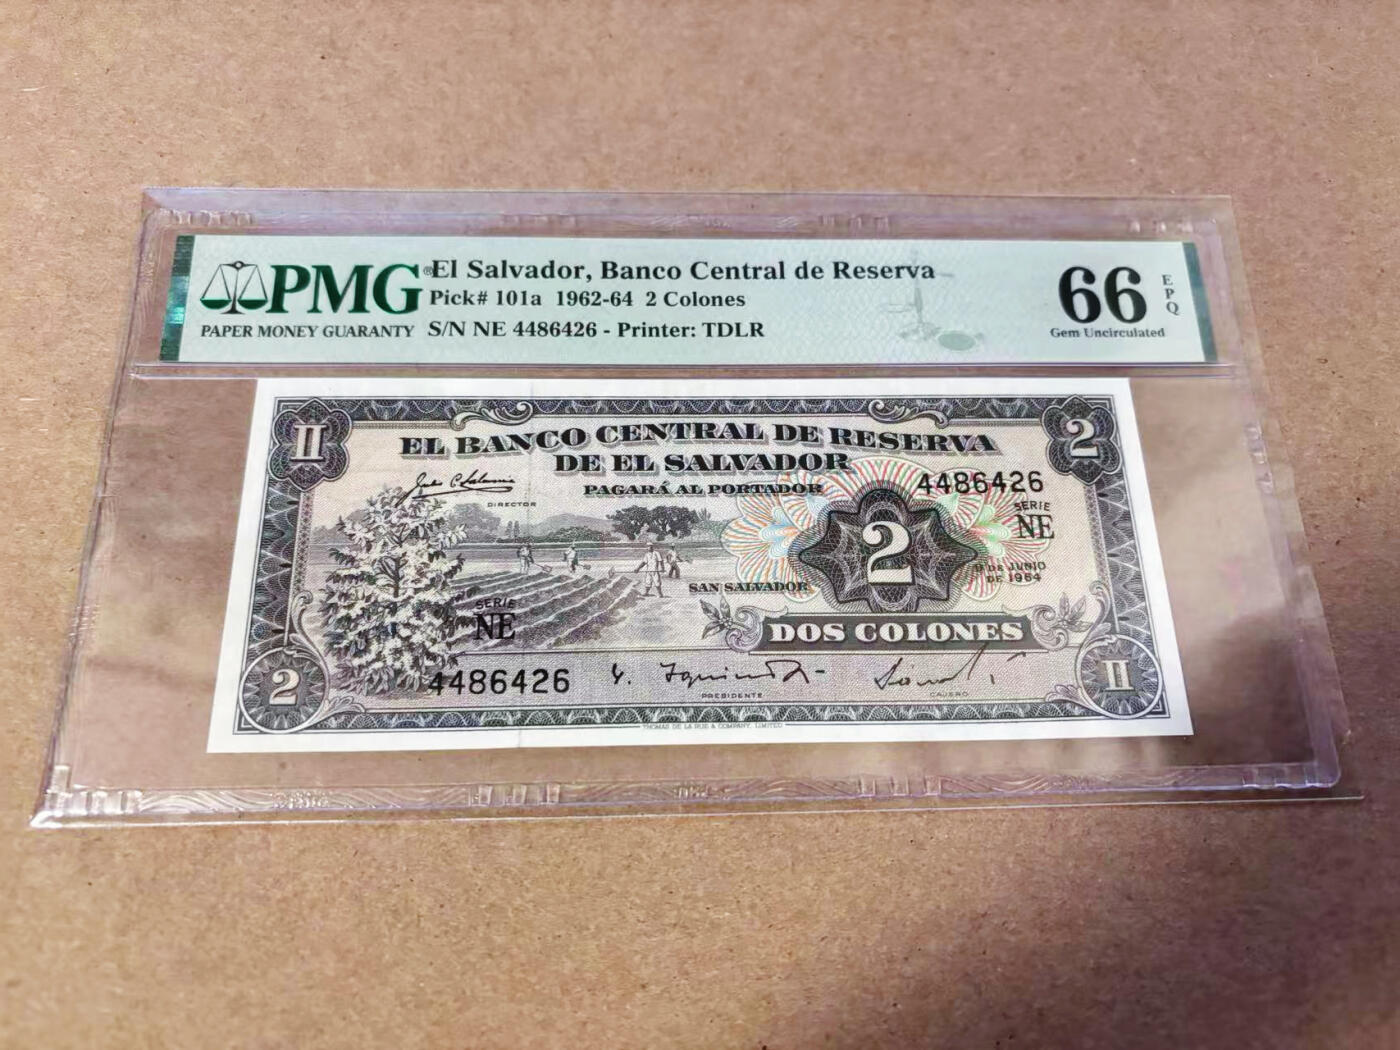 PMG®
PAPER MONEY GUARANTY
El Salvador, Banco Central de Reserva
Pick# 101a 1962-64 2 Colones
S/N NE 4486426 - Printer: TDLR
66
EPQ
Gem Uncirculated
II
2
EL BANCO CENTRAL DE RESERVA
DE EL SALVADOR
PAGARÁ AL PORTADOR
DIRECTOR
4486426
SERIE
NE
2
9 DE JUNIO
DE 1964
SAN SALVADOR
SERIE
NE
DOS COLONES
2
4486426
PRESIDENTE
CAJERO
II
THOMAS DE LA RUE & COMPANY, LIMITED